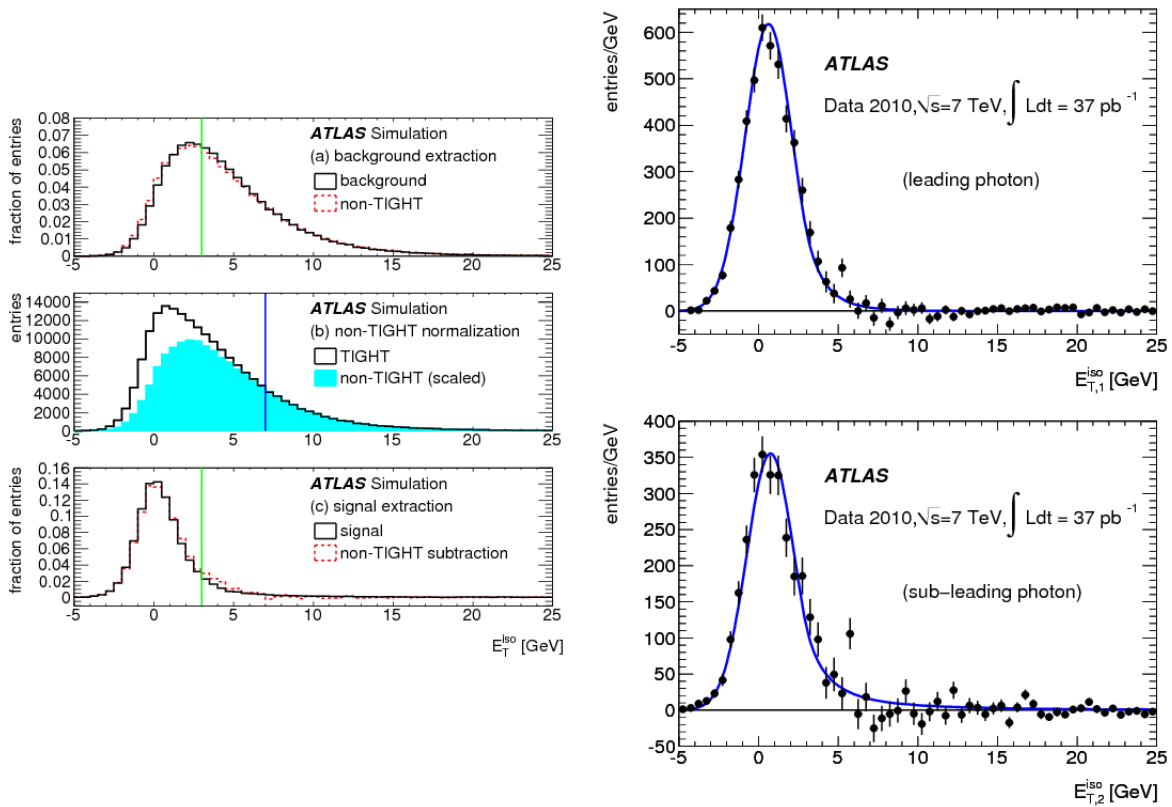 fraction of entries
0.08
0.07
0.06
0.05
0.04
0.03
0.02
0.01
0
-5 0 5 10 15 20 25
ATLAS Simulation
(a) background extraction
background
non-TIGHT
entries
14000
12000
10000
8000
6000
4000
2000
0
-5 0 5 10 15 20 25
ATLAS Simulation
(b) non-TIGHT normalization
TIGHT
non-TIGHT (scaled)
fraction of entries
0.16
0.14
0.12
0.1
0.08
0.06
0.04
0.02
0
-5 0 5 10 15 20 25
ATLAS Simulation
(c) signal extraction
signal
non-TIGHT subtraction
E_T^iso [GeV]
entries/GeV
600
500
400
300
200
100
0
-5 0 5 10 15 20 25
ATLAS
Data 2010,√s=7 TeV,∫ Ldt = 37 pb⁻¹
(leading photon)
E_T,1^iso [GeV]
entries/GeV
400
350
300
250
200
150
100
50
0
-50
-5 0 5 10 15 20 25
ATLAS
Data 2010,√s=7 TeV,∫ Ldt = 37 pb⁻¹
(sub-leading photon)
E_T,2^iso [GeV]